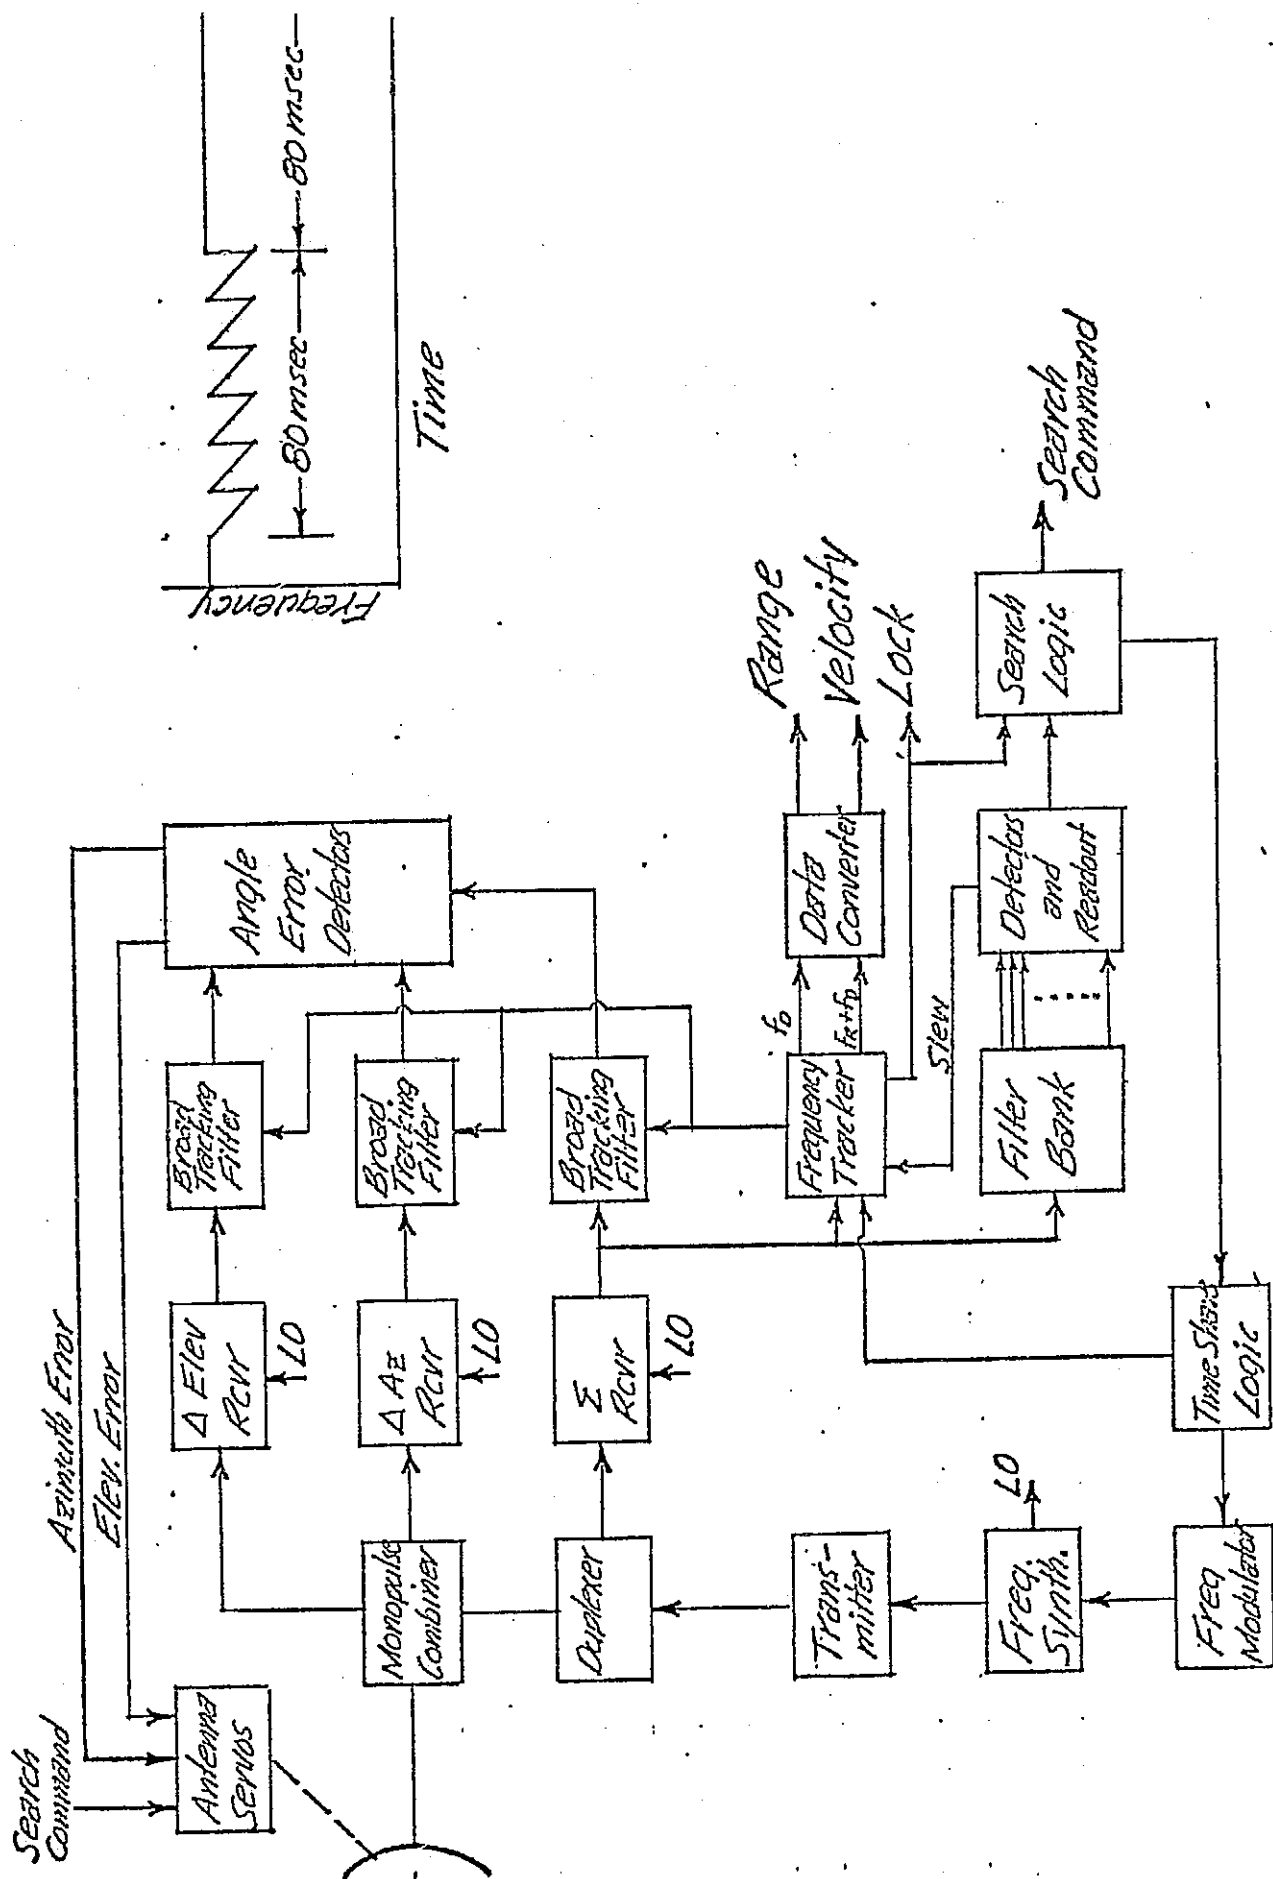 Search
Command
Azimuth Error
Elev. Error
Antenna
Servos
Δ Elev
Rcvr
LO
Broad
Tracking
Filter
Angle
Error
Detectors
Frequency
80 msec
80 msec
Time
Monopulse
Combiner
Δ Az
Rcvr
LO
Broad
Tracking
Filter
Duplexer
Σ
Rcvr
LO
Broad
Tracking
Filter
Trans-
mitter
Frequency
Tracker
fD
FR+fD
Data
Converter
Range
Velocity
Lock
Slew
Freq.
Synth.
LO
Filter
Bank
Detectors
and
Readout
Search
Logic
Search
Command
Freq
Modulator
Time Share
Logic